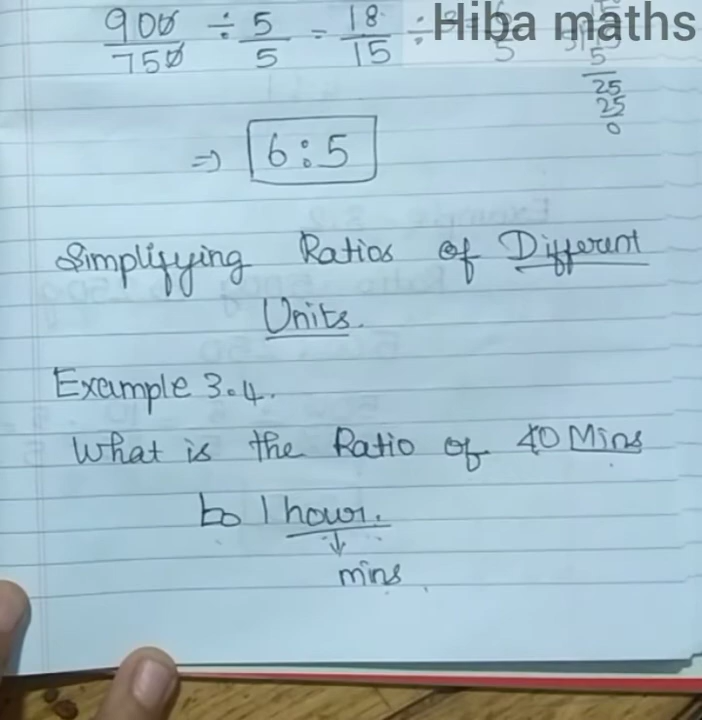 Hiba maths
900/750 ÷ 5/5 = 18/15 ÷
5
25
25
0
⇒ 6:5
Simplifying Ratios of Different
Units.
Example 3.4.
What is the Ratio of 40 Mins
to 1 hour.
↓
mins